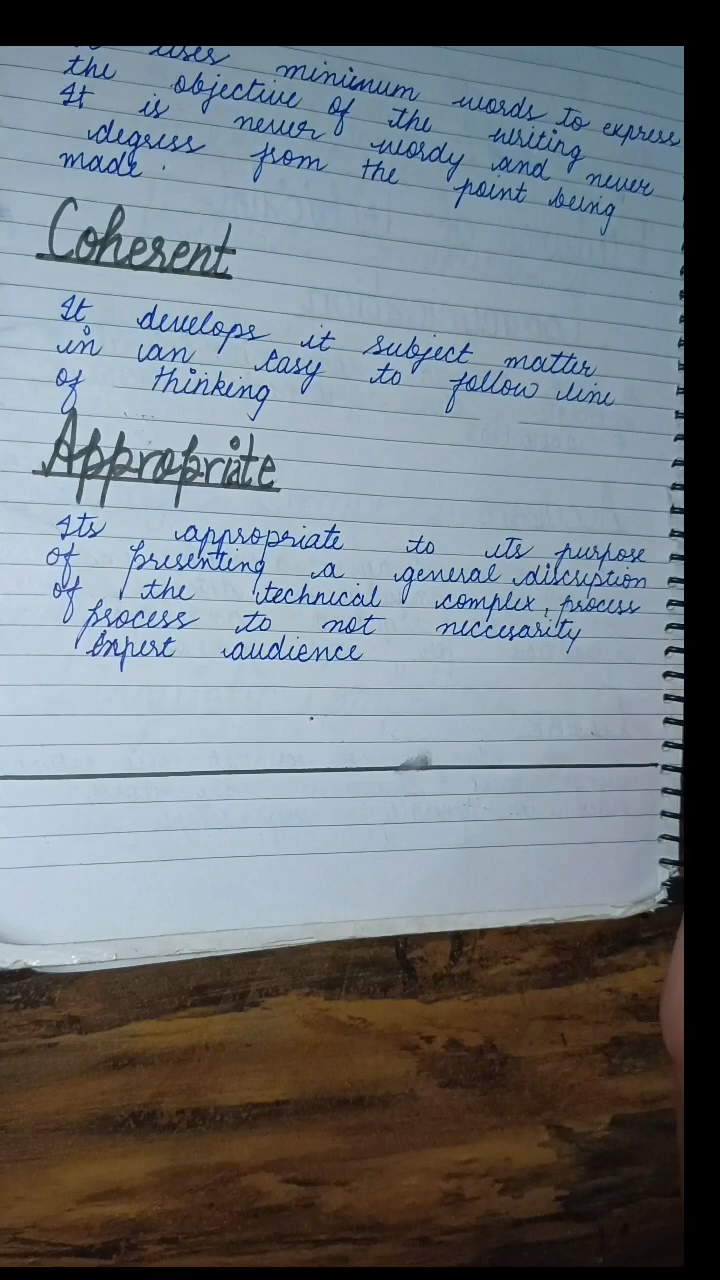 uses minimum words to express
the objective of the writing
It is never wordy and never
degress from the point being
made.
Coherent
It develops it subject matter
in an easy to follow line
of thinking
Appropriate
Its appropriate to its purpose
of presenting a general discription
of the technical complex, process
process to not neccesarity
expert audience